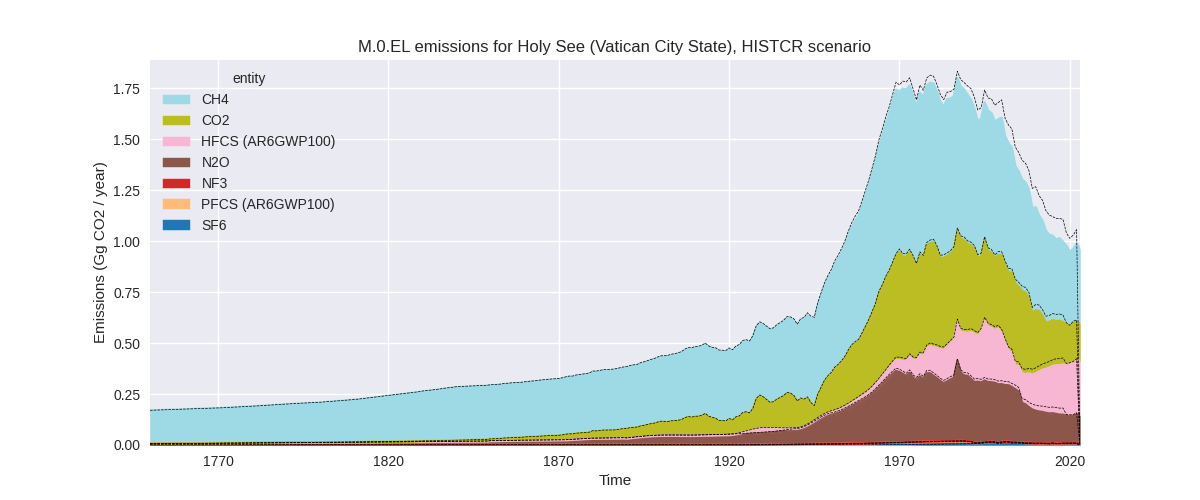 M.0.EL emissions for Holy See (Vatican City State), HISTCR scenario
Emissions (Gg CO2 / year)
1.75
1.50
1.25
1.00
0.75
0.50
0.25
0.00
entity
CH4
CO2
HFCS (AR6GWP100)
N2O
NF3
PFCS (AR6GWP100)
SF6
1770
1820
1870
1920
1970
2020
Time